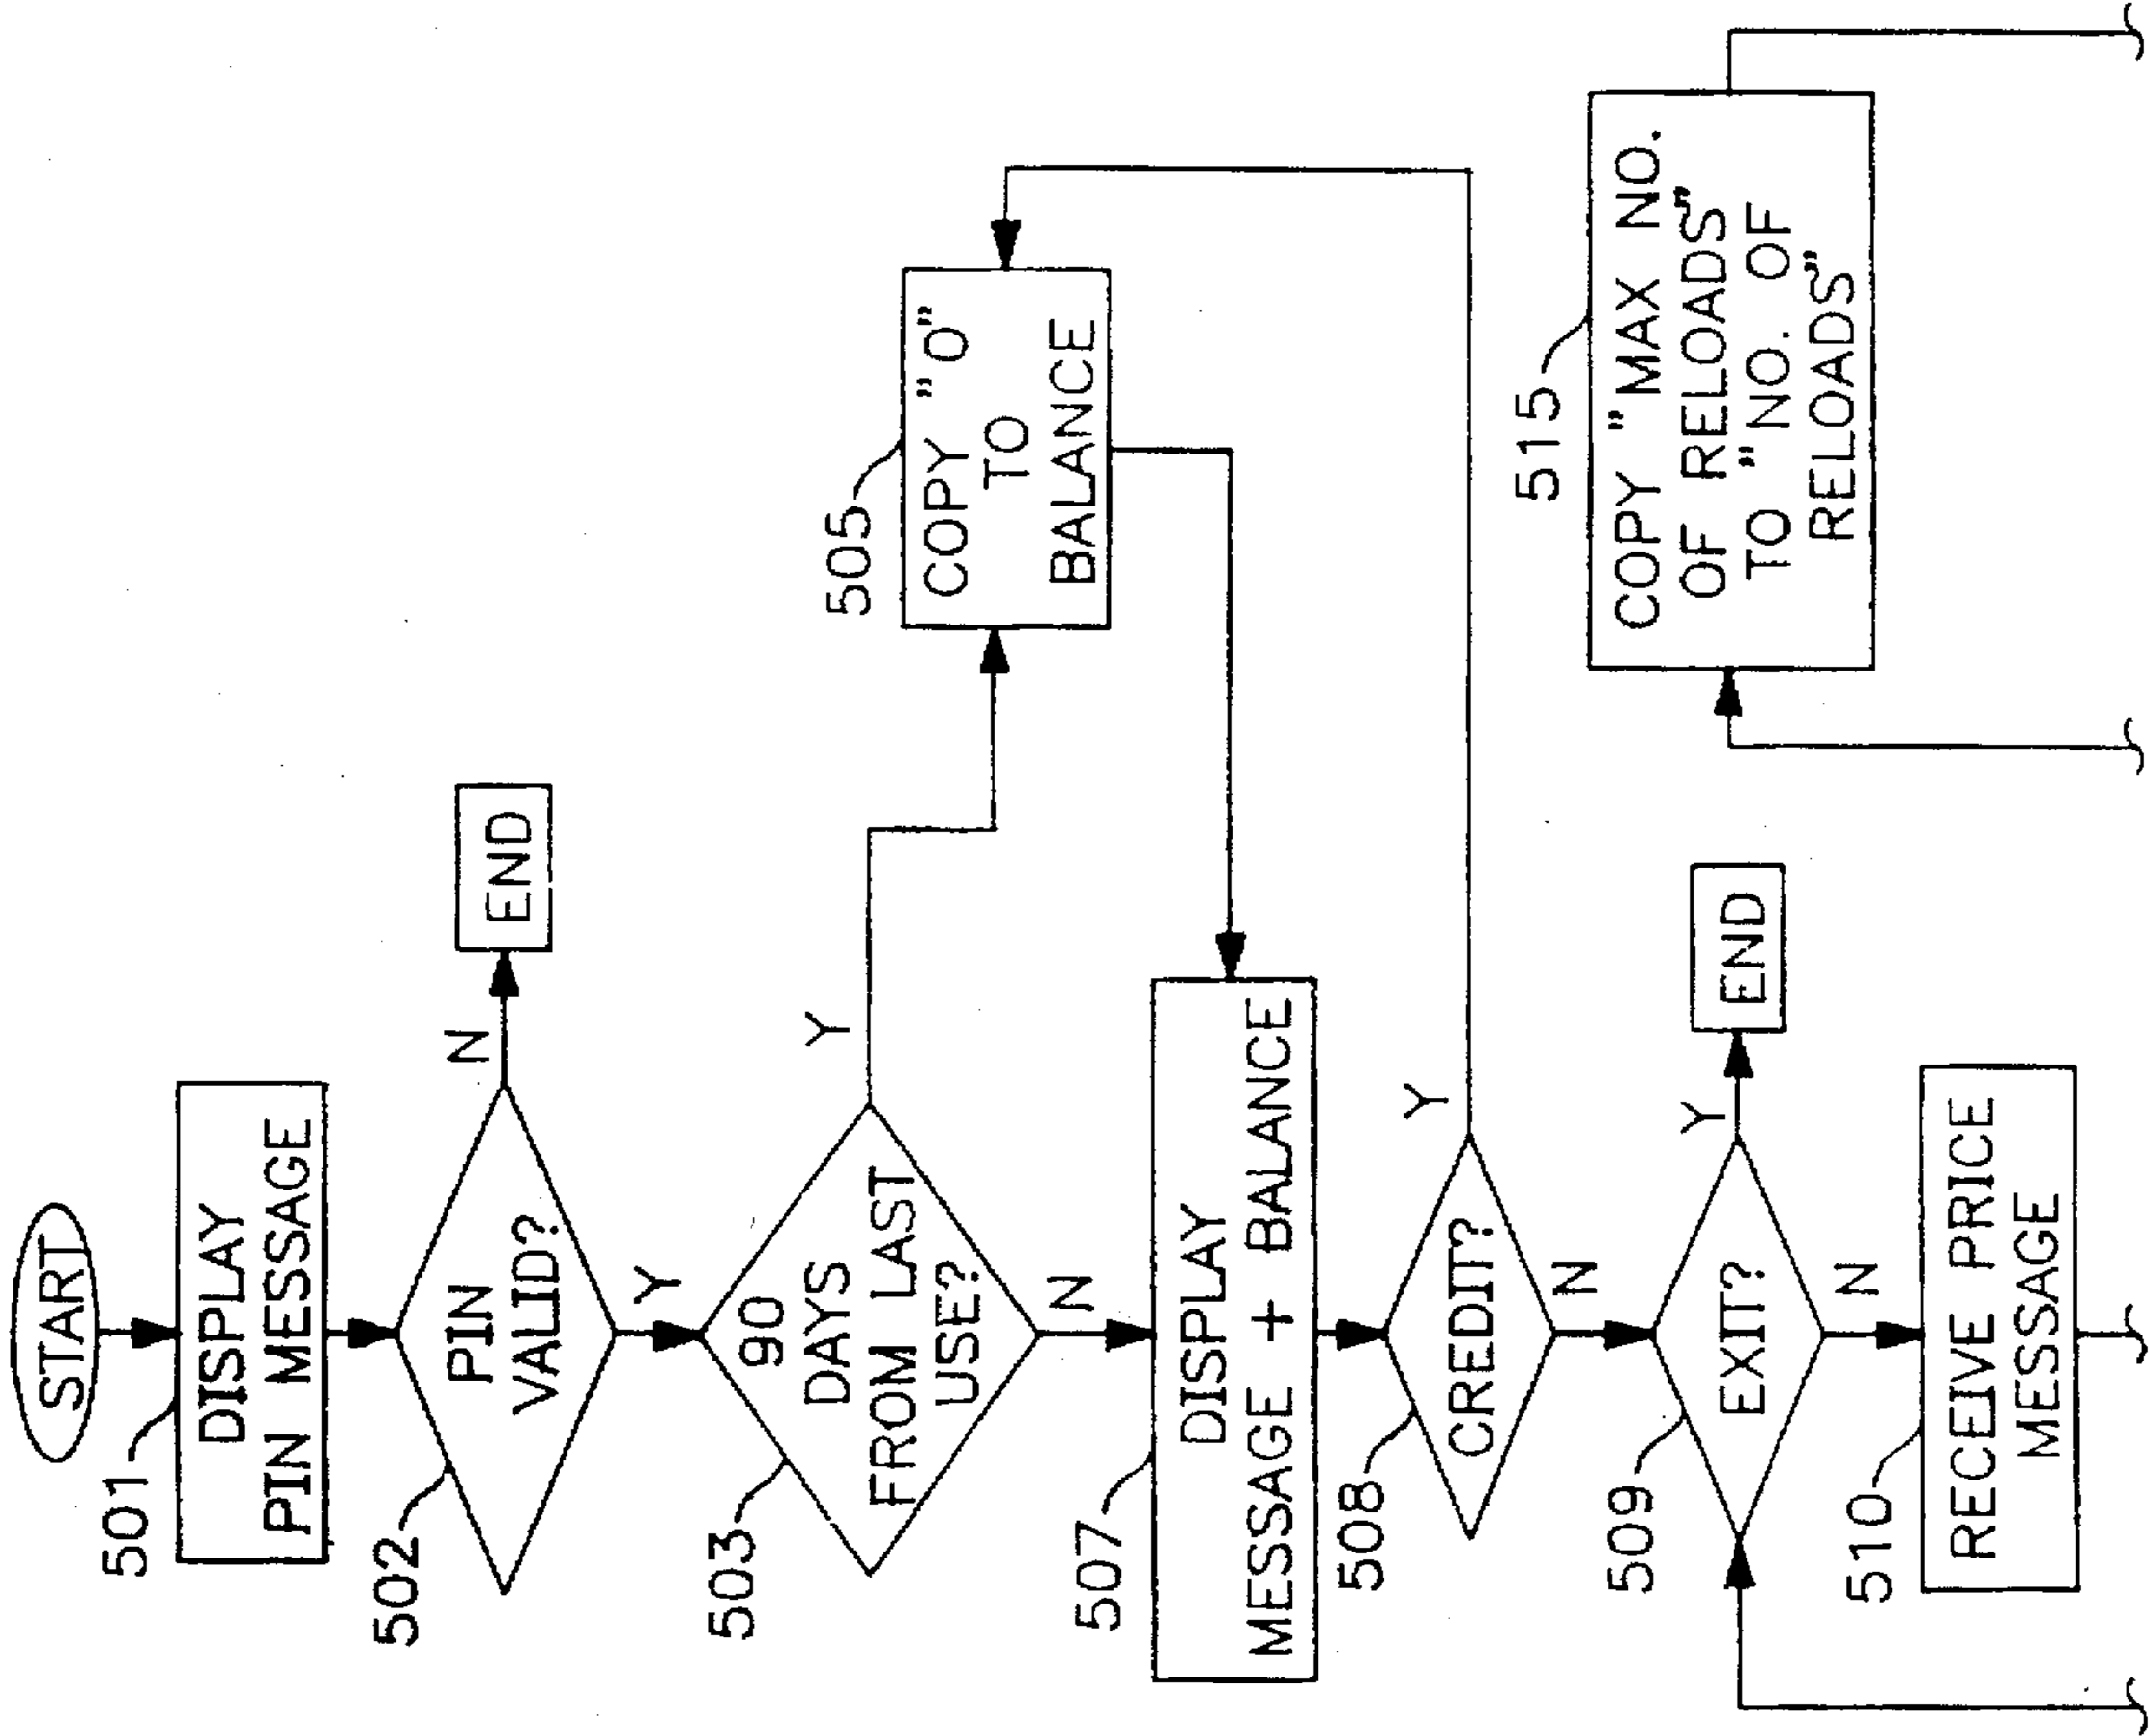 START
501
DISPLAY
PIN MESSAGE
502
PIN
VALID?
N
END
Y
503
90
DAYS
FROM LAST
USE?
Y
N
505
COPY "0"
TO
BALANCE
507
DISPLAY
MESSAGE + BALANCE
508
CREDIT?
Y
N
509
EXIT?
Y
END
N
510
RECEIVE PRICE
MESSAGE
515
COPY "MAX NO.
OF RELOADS"
TO "NO. OF
RELOADS"